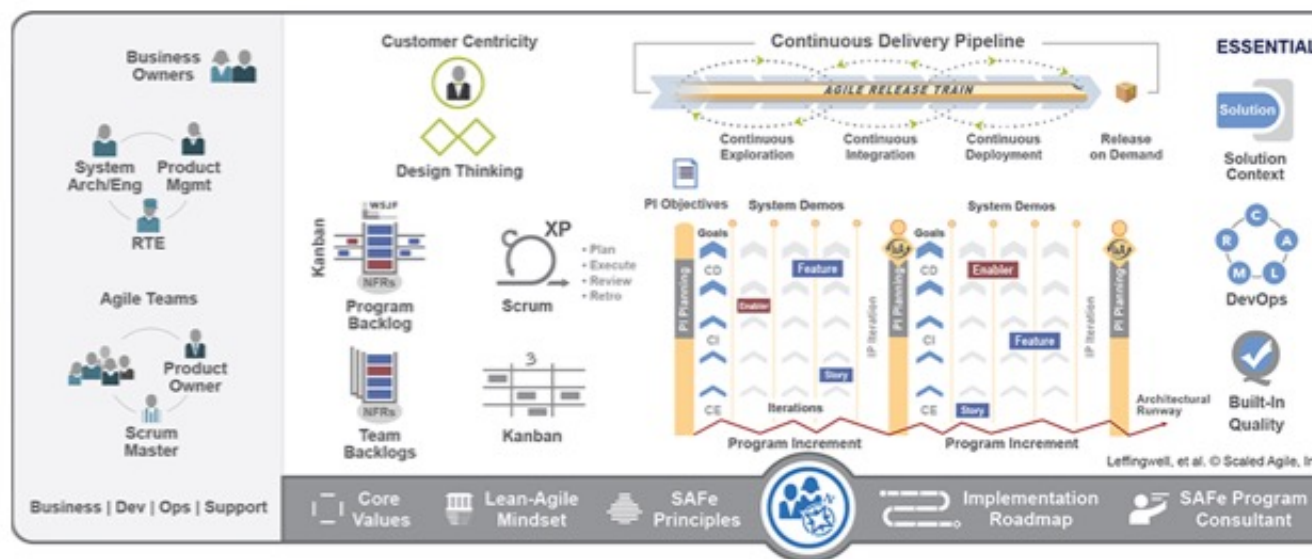 Business
Owners
System
Arch/Eng
Product
Mgmt
RTE
Agile Teams
Product
Owner
Scrum
Master
Business | Dev | Ops | Support
Customer Centricity
Design Thinking
Kanban
WSJF
NFRs
Program
Backlog
XP
• Plan
• Execute
• Review
• Retro
Scrum
NFRs
Team
Backlogs
3
Kanban
Continuous Delivery Pipeline
AGILE RELEASE TRAIN
Continuous
Exploration
Continuous
Integration
Continuous
Deployment
Release
on Demand
PI Objectives
System Demos
System Demos
PI Planning
Goals
CD
CI
CE
Feature
Enabler
Story
Iterations
IP Iteration
Program Increment
PI Planning
Goals
CD
CI
CE
Enabler
Feature
Story
IP Iteration
Program Increment
PI Planning
Architectural
Runway
ESSENTIAL
Solution
Solution
Context
C
A
L
M
R
DevOps
Built-In
Quality
Leffingwell, et al. © Scaled Agile, In
Core
Values
Lean-Agile
Mindset
SAFe
Principles
Implementation
Roadmap
SAFe Program
Consultant